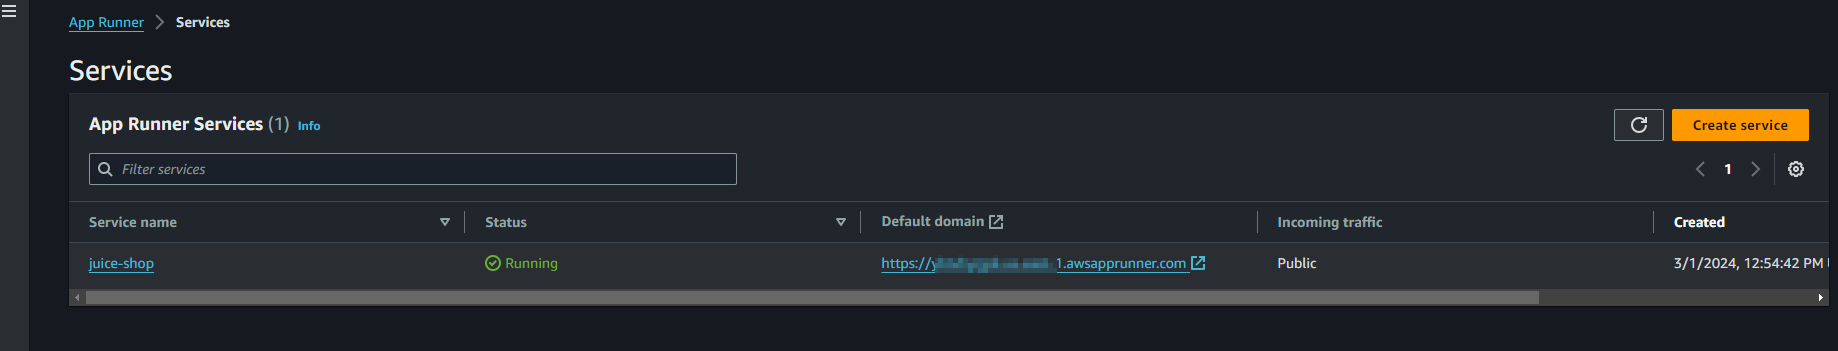 App Runner > Services
Services
App Runner Services (1) Info
Create service
Filter services
1
Service name Status Default domain Incoming traffic Created
juice-shop Running https:// 1.awsapprunner.com Public 3/1/2024, 12:54:42 PM